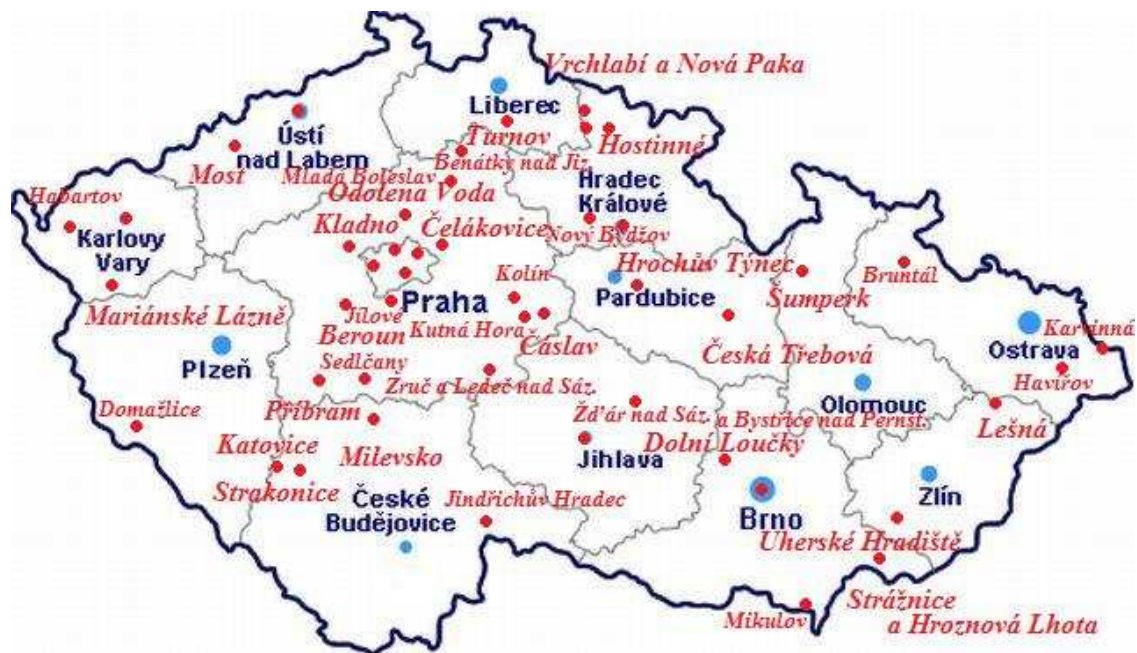 Vrchlabí a Nová Paka
Liberec
Ústí
nad Labem
Turnov
Hostinné
Most
Mladá Boleslav
Benátky nad Jiz.
Odolena Voda
Hradec
Králové
Habartov
Karlovy
Vary
Kladno
Čelákovice
Nový Bydžov
Kolín
Hrochův Týnec
Bruntál
Mariánské Lázně
Praha
Pardubice
Šumperk
Jílové
Beroun
Kutná Hora
Čáslav
Karvinná
Ostrava
Plzeň
Sedlčany
Zruč a Ledeč nad Sáz.
Česká Třebová
Havířov
Domažlice
Příbram
Žd'ár nad Sáz. a Bystřice nad Pernšt.
Olomouc
Lešná
Katovice
Milevsko
Jihlava
Dolní Loučky
Strakonice
České
Budějovice
Jindřichův Hradec
Brno
Zlín
Uherské Hradiště
Mikulov
Strážnice
a Hroznová Lhota